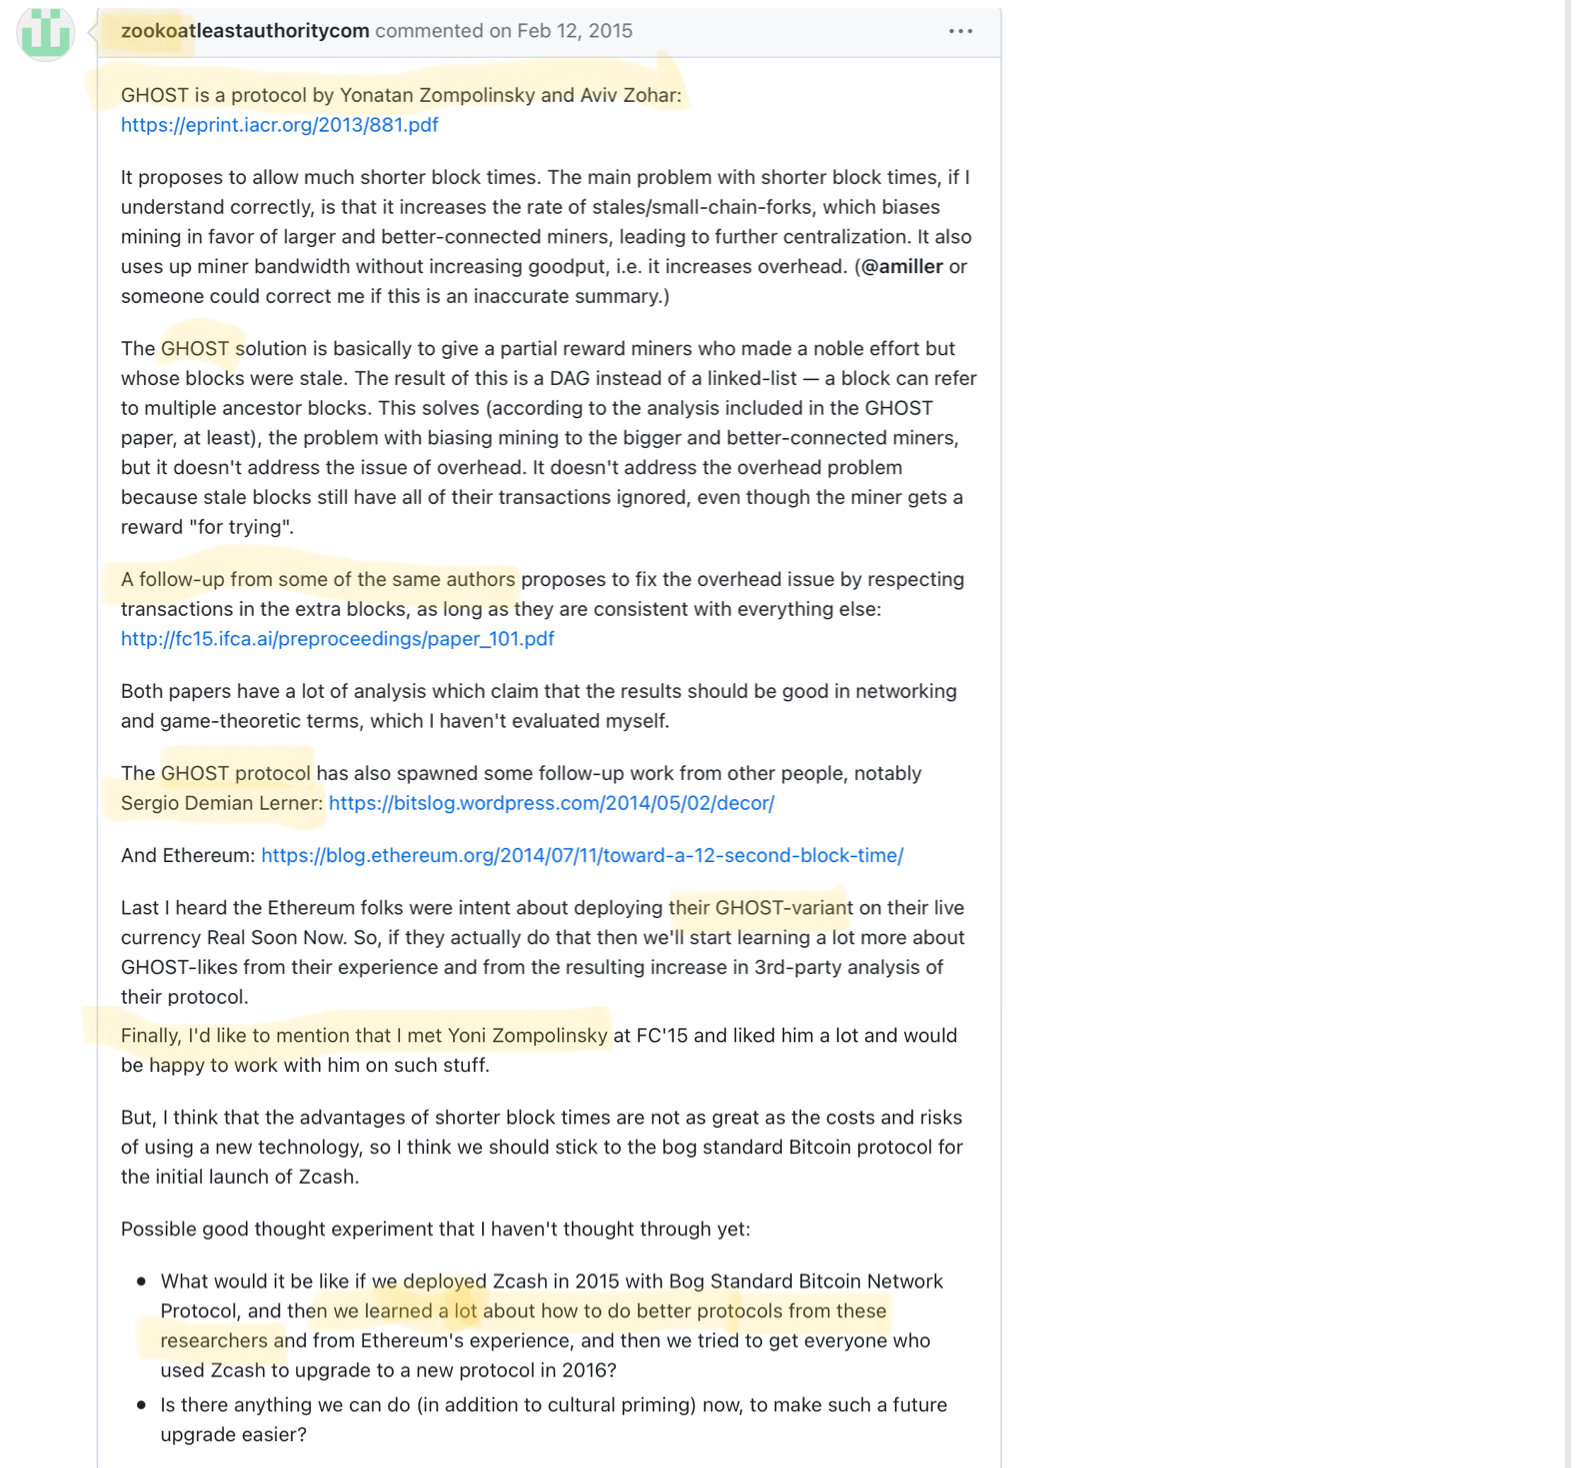 zookoatleastauthoritycom commented on Feb 12, 2015
GHOST is a protocol by Yonatan Zompolinsky and Aviv Zohar:
https://eprint.iacr.org/2013/881.pdf
It proposes to allow much shorter block times. The main problem with shorter block times, if I
understand correctly, is that it increases the rate of stales/small-chain-forks, which biases
mining in favor of larger and better-connected miners, leading to further centralization. It also
uses up miner bandwidth without increasing goodput, i.e. it increases overhead. (@amiller or
someone could correct me if this is an inaccurate summary.)
The GHOST solution is basically to give a partial reward miners who made a noble effort but
whose blocks were stale. The result of this is a DAG instead of a linked-list — a block can refer
to multiple ancestor blocks. This solves (according to the analysis included in the GHOST
paper, at least), the problem with biasing mining to the bigger and better-connected miners,
but it doesn't address the issue of overhead. It doesn't address the overhead problem
because stale blocks still have all of their transactions ignored, even though the miner gets a
reward "for trying".
A follow-up from some of the same authors proposes to fix the overhead issue by respecting
transactions in the extra blocks, as long as they are consistent with everything else:
http://fc15.ifca.ai/preproceedings/paper_101.pdf
Both papers have a lot of analysis which claim that the results should be good in networking
and game-theoretic terms, which I haven't evaluated myself.
The GHOST protocol has also spawned some follow-up work from other people, notably
Sergio Demian Lerner: https://bitslog.wordpress.com/2014/05/02/decor/
And Ethereum: https://blog.ethereum.org/2014/07/11/toward-a-12-second-block-time/
Last I heard the Ethereum folks were intent about deploying their GHOST-variant on their live
currency Real Soon Now. So, if they actually do that then we'll start learning a lot more about
GHOST-likes from their experience and from the resulting increase in 3rd-party analysis of
their protocol.
Finally, I'd like to mention that I met Yoni Zompolinsky at FC'15 and liked him a lot and would
be happy to work with him on such stuff.
But, I think that the advantages of shorter block times are not as great as the costs and risks
of using a new technology, so I think we should stick to the bog standard Bitcoin protocol for
the initial launch of Zcash.
Possible good thought experiment that I haven't thought through yet:
• What would it be like if we deployed Zcash in 2015 with Bog Standard Bitcoin Network
Protocol, and then we learned a lot about how to do better protocols from these
researchers and from Ethereum's experience, and then we tried to get everyone who
used Zcash to upgrade to a new protocol in 2016?
• Is there anything we can do (in addition to cultural priming) now, to make such a future
upgrade easier?